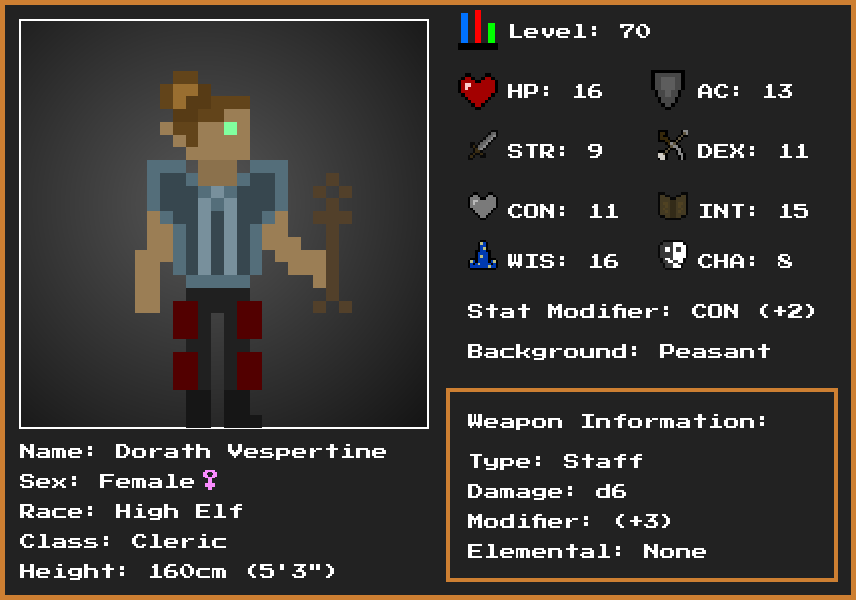 Level: 70
HP: 16 AC: 13
STR: 9 DEX: 11
CON: 11 INT: 15
WIS: 16 CHA: 8
Stat Modifier: CON (+2)
Background: Peasant
Weapon Information:
Type: Staff
Damage: d6
Modifier: (+3)
Elemental: None
Name: Dorath Vespertine
Sex: Female♀
Race: High Elf
Class: Cleric
Height: 160cm (5'3")